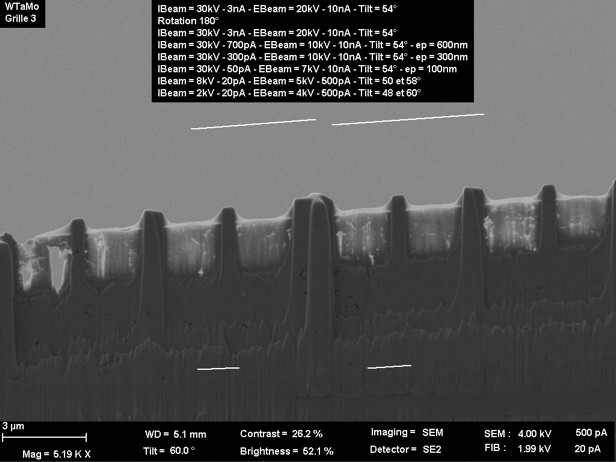 WTaMo
Grille 3
IBeam = 30kV - 3nA - EBeam = 20kV - 10nA - Tilt = 54°
Rotation 180°
IBeam = 30kV - 3nA - EBeam = 20kV - 10nA - Tilt = 54°
IBeam = 30kV - 700pA - EBeam = 10kV - 10nA - Tilt = 54° - ep = 600nm
IBeam = 30kV - 300pA - EBeam = 10kV - 10nA - Tilt = 54° - ep = 300nm
IBeam = 30kV - 50pA - EBeam = 7kV - 10nA - Tilt = 54° - ep = 100nm
IBeam = 8kV - 20pA - EBeam = 5kV - 500pA - Tilt = 50 et 58°
IBeam = 2kV - 20pA - EBeam = 4kV - 500pA - Tilt = 48 et 60°
3 µm
Mag = 5.19 K X
WD = 5.1 mm
Tilt = 60.0 °
Contrast = 26.2 %
Brightness = 52.1 %
Imaging = SEM
Detector = SE2
SEM : 4.00 kV 500 pA
FIB : 1.99 kV 20 pA